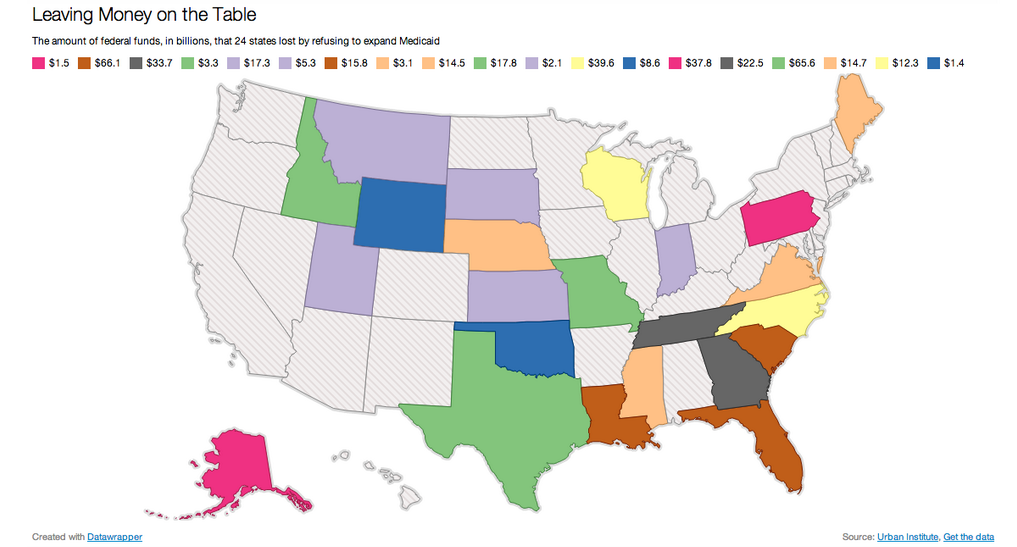 Leaving Money on the Table
The amount of federal funds, in billions, that 24 states lost by refusing to expand Medicaid
$1.5 $66.1 $33.7 $3.3 $17.3 $5.3 $15.8 $3.1 $14.5 $17.8 $2.1 $39.6 $8.6 $37.8 $22.5 $65.6 $14.7 $12.3 $1.4
Created with Datawrapper
Source: Urban Institute, Get the data